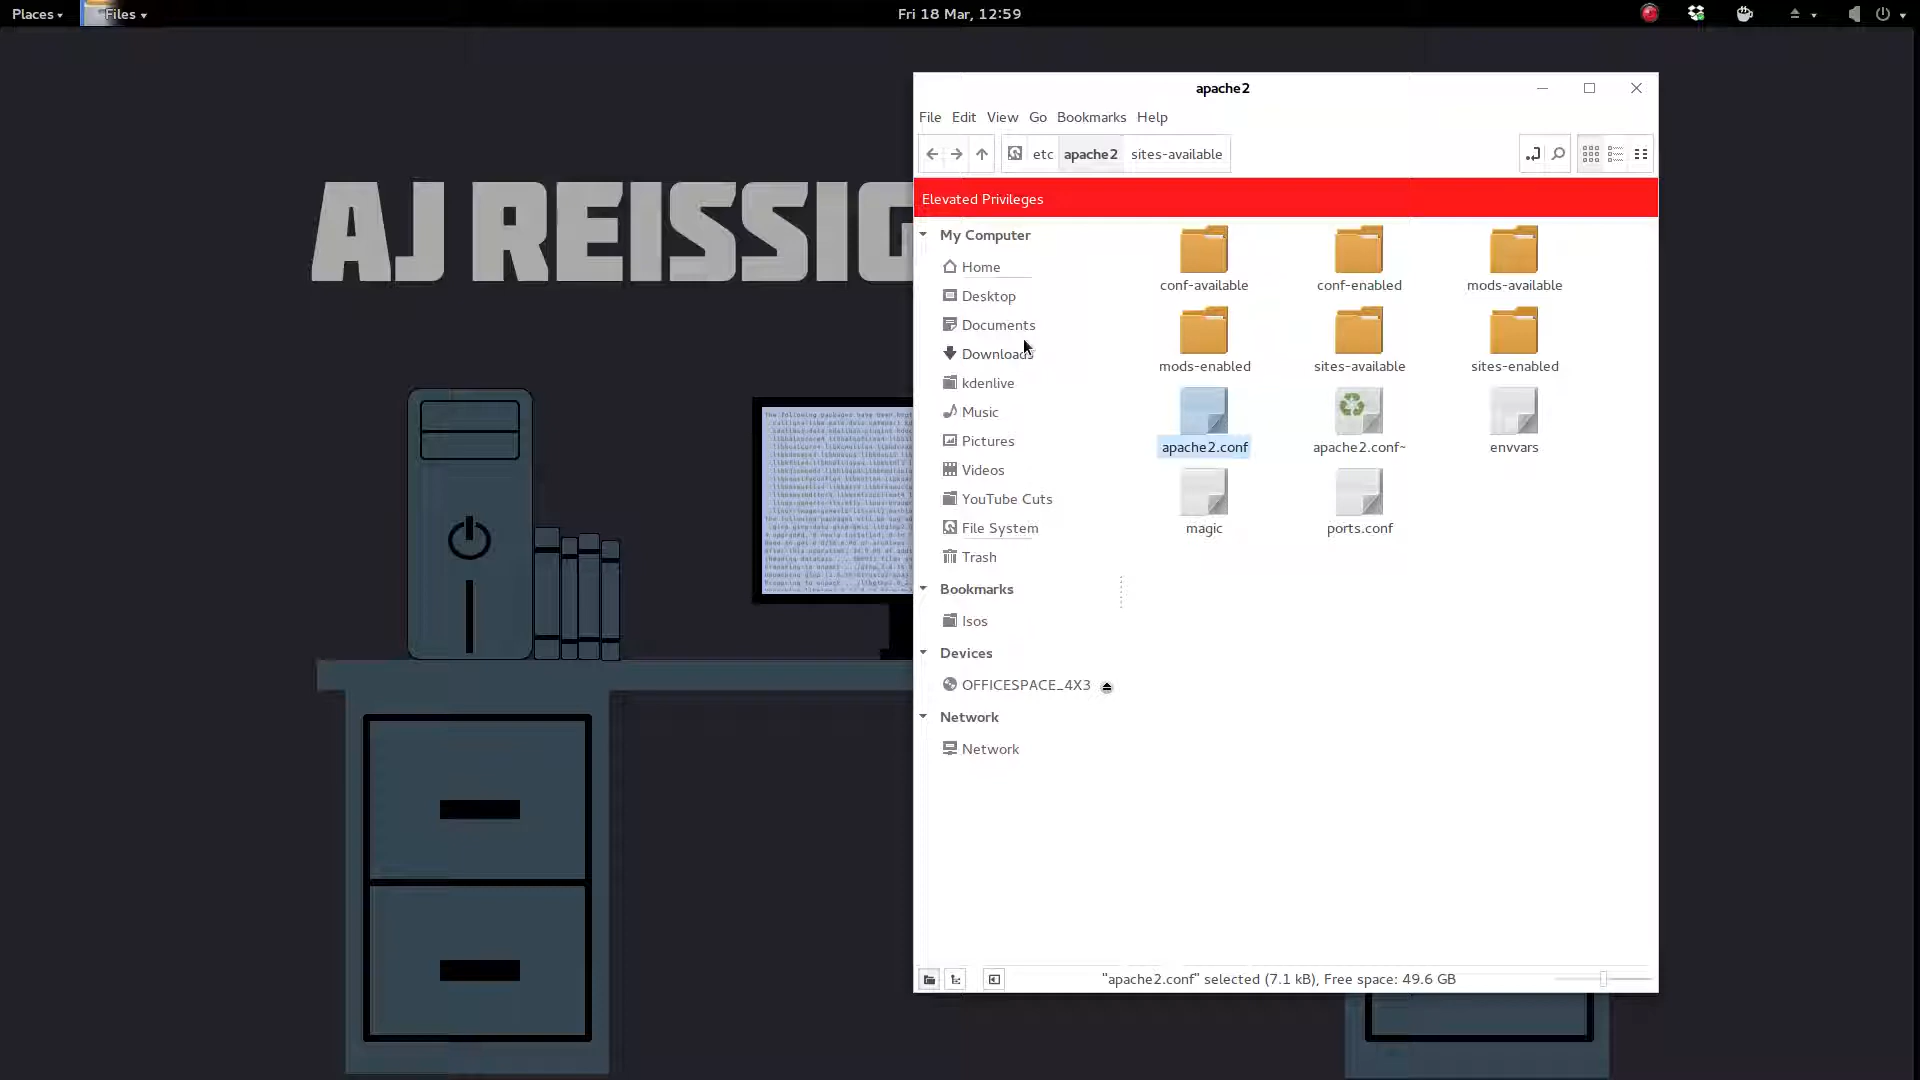 Places Files Fri 18 Mar, 12:59
AJ REISSIG
apache2
File Edit View Go Bookmarks Help
etc apache2 sites-available
Elevated Privileges
My Computer
Home
Desktop
Documents
Downloads
kdenlive
Music
Pictures
Videos
YouTube Cuts
File System
Trash
Bookmarks
Isos
Devices
OFFICESPACE_4X3
Network
Network
conf-available conf-enabled mods-available
mods-enabled sites-available sites-enabled
apache2.conf apache2.conf~ envvars
magic ports.conf
"apache2.conf" selected (7.1 kB), Free space: 49.6 GB